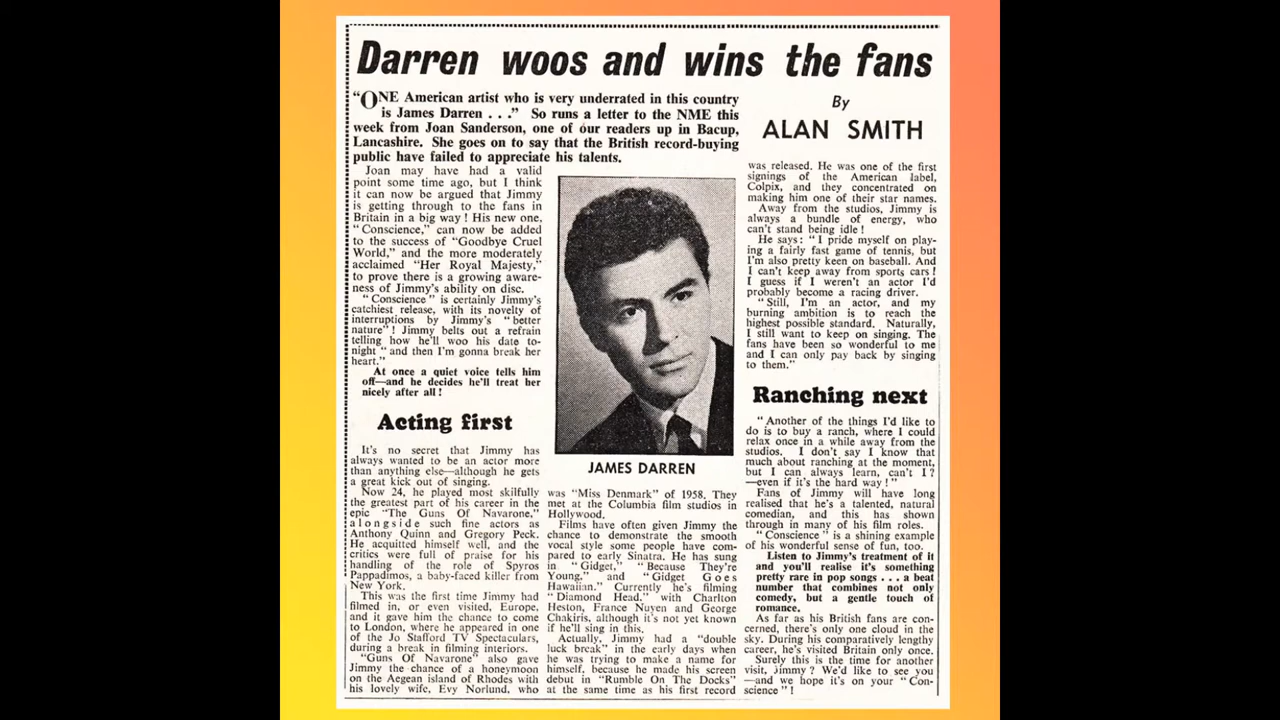 Darren woos and wins the fans
"ONE American artist who is very underrated in this country
is James Darren . . ." So runs a letter to the NME this
week from Joan Sanderson, one of our readers up in Bacup,
Lancashire. She goes on to say that the British record-buying
public have failed to appreciate his talents.
By
ALAN SMITH
Joan may have had a valid
point some time ago, but I think
it can now be argued that Jimmy
is getting through to the fans in
Britain in a big way ! His new one,
"Conscience," can now be added
to the success of "Goodbye Cruel
World," and the more moderately
acclaimed "Her Royal Majesty,"
to prove there is a growing aware-
ness of Jimmy's ability on disc.
"Conscience" is certainly Jimmy's
catchiest release, with its novelty of
interruptions by Jimmy's "better
nature"! Jimmy belts out a refrain
telling how he'll woo his date to-
night "and then I'm gonna break her
heart."
At once a quiet voice tells him
off—and he decides he'll treat her
nicely after all !
Acting first
It's no secret that Jimmy has
always wanted to be an actor more
than anything else—although he gets
a great kick out of singing.
Now 24, he played most skilfully
the greatest part of his career in the
epic "The Guns Of Navarone,"
alongside such fine actors as
Anthony Quinn and Gregory Peck.
He acquitted himself well, and the
critics were full of praise for his
handling of the role of Spyros
Pappadimos, a baby-faced killer from
New York.
This was the first time Jimmy had
filmed in, or even visited, Europe,
and it gave him the chance to come
to London, where he appeared in one
of the Jo Stafford TV Spectaculars,
during a break in filming interiors.
"Guns Of Navarone" also gave
Jimmy the chance of a honeymoon
on the Aegean island of Rhodes with
his lovely wife, Evy Norlund, who
JAMES DARREN
was "Miss Denmark" of 1958. They
met at the Columbia film studios in
Hollywood.
Films have often given Jimmy the
chance to demonstrate the smooth
vocal style some people have com-
pared to early Sinatra. He has sung
in "Gidget," "Because They're
Young," and "Gidget Goes
Hawaiian." Currently he's filming
"Diamond Head," with Charlton
Heston, France Nuyen and George
Chakiris, although it's not yet known
if he'll sing in this.
Actually, Jimmy had a "double
luck break" in the early days when
he was trying to make a name for
himself, because he made his screen
debut in "Rumble On The Docks"
at the same time as his first record
was released. He was one of the first
signings of the American label,
Colpix, and they concentrated on
making him one of their star names.
Away from the studios, Jimmy is
always a bundle of energy, who
can't stand being idle !
He says: "I pride myself on play-
ing a fairly fast game of tennis, but
I'm also pretty keen on baseball. And
I can't keep away from sports cars !
I guess if I weren't an actor I'd
probably become a racing driver.
"Still, I'm an actor, and my
burning ambition is to reach the
highest possible standard. Naturally,
I still want to keep on singing. The
fans have been so wonderful to me
and I can only pay back by singing
to them."
Ranching next
"Another of the things I'd like to
do is to buy a ranch, where I could
relax once in a while away from the
studios. I don't say I know that
much about ranching at the moment,
but I can always learn, can't I ?
—even if it's the hard way !"
Fans of Jimmy will have long
realised that he's a talented, natural
comedian, and this has shown
through in many of his film roles.
"Conscience" is a shining example
of his wonderful sense of fun, too.
Listen to Jimmy's treatment of it
and you'll realise it's something
pretty rare in pop songs . . . a beat
number that combines not only
comedy, but a gentle touch of
romance.
As far as his British fans are con-
cerned, there's only one cloud in the
sky. During his comparatively lengthy
career, he's visited Britain only once.
Surely this is the time for another
visit, Jimmy ? We'd like to see you
—and we hope it's on your "Con-
science" !